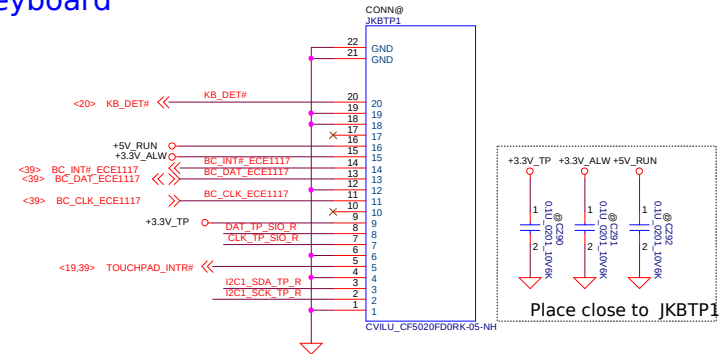 eyboard
CONN@
JKBTP1
22 GND
21 GND
<20> KB_DET# KB_DET# 20 20
19 19
18 18
17 17
+5V_RUN 16 16
+3.3V_ALW 15 15
<39> BC_INT#_ECE1117 BC_INT#_ECE1117 14 14
<39> BC_DAT_ECE1117 BC_DAT_ECE1117 13 13
12 12
<39> BC_CLK_ECE1117 BC_CLK_ECE1117 11 11
10 10
+3.3V_TP 9 9
DAT_TP_SIO_R 8 8
CLK_TP_SIO_R 7 7
6 6
<19,39> TOUCHPAD_INTR# 5 5
4 4
I2C1_SDA_TP_R 3 3
I2C1_SCK_TP_R 2 2
1 1
CVILU_CF5020FD0RK-05-NH
+3.3V_TP +3.3V_ALW +5V_RUN
1 2 @ CZ90 0.1U_0201_10V6K
1 2 @ CZ91 0.1U_0201_10V6K
1 2 @ CZ92 0.1U_0201_10V6K
Place close to JKBTP1